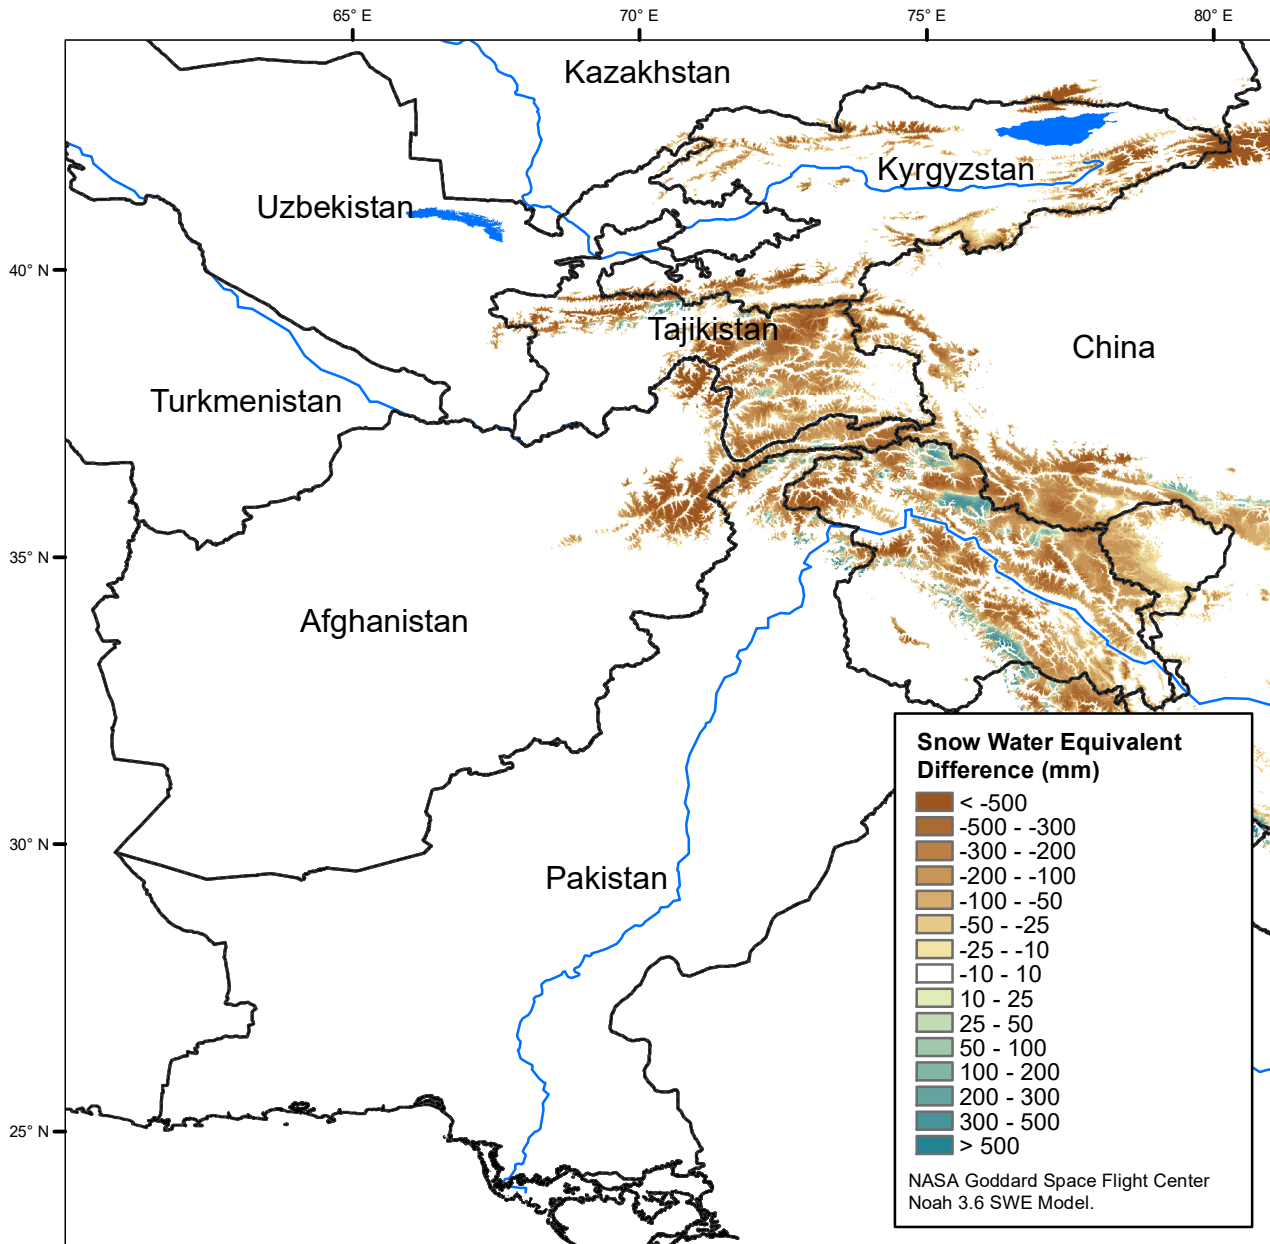 65° E
70° E
75° E
80° E
Kazakhstan
Kyrgyzstan
Uzbekistan
40° N
Tajikistan
China
Turkmenistan
35° N
Afghanistan
30° N
Pakistan
25° N
Snow Water Equivalent
Difference (mm)
< -500
-500 - -300
-300 - -200
-200 - -100
-100 - -50
-50 - -25
-25 - -10
-10 - 10
10 - 25
25 - 50
50 - 100
100 - 200
200 - 300
300 - 500
> 500
NASA Goddard Space Flight Center
Noah 3.6 SWE Model.